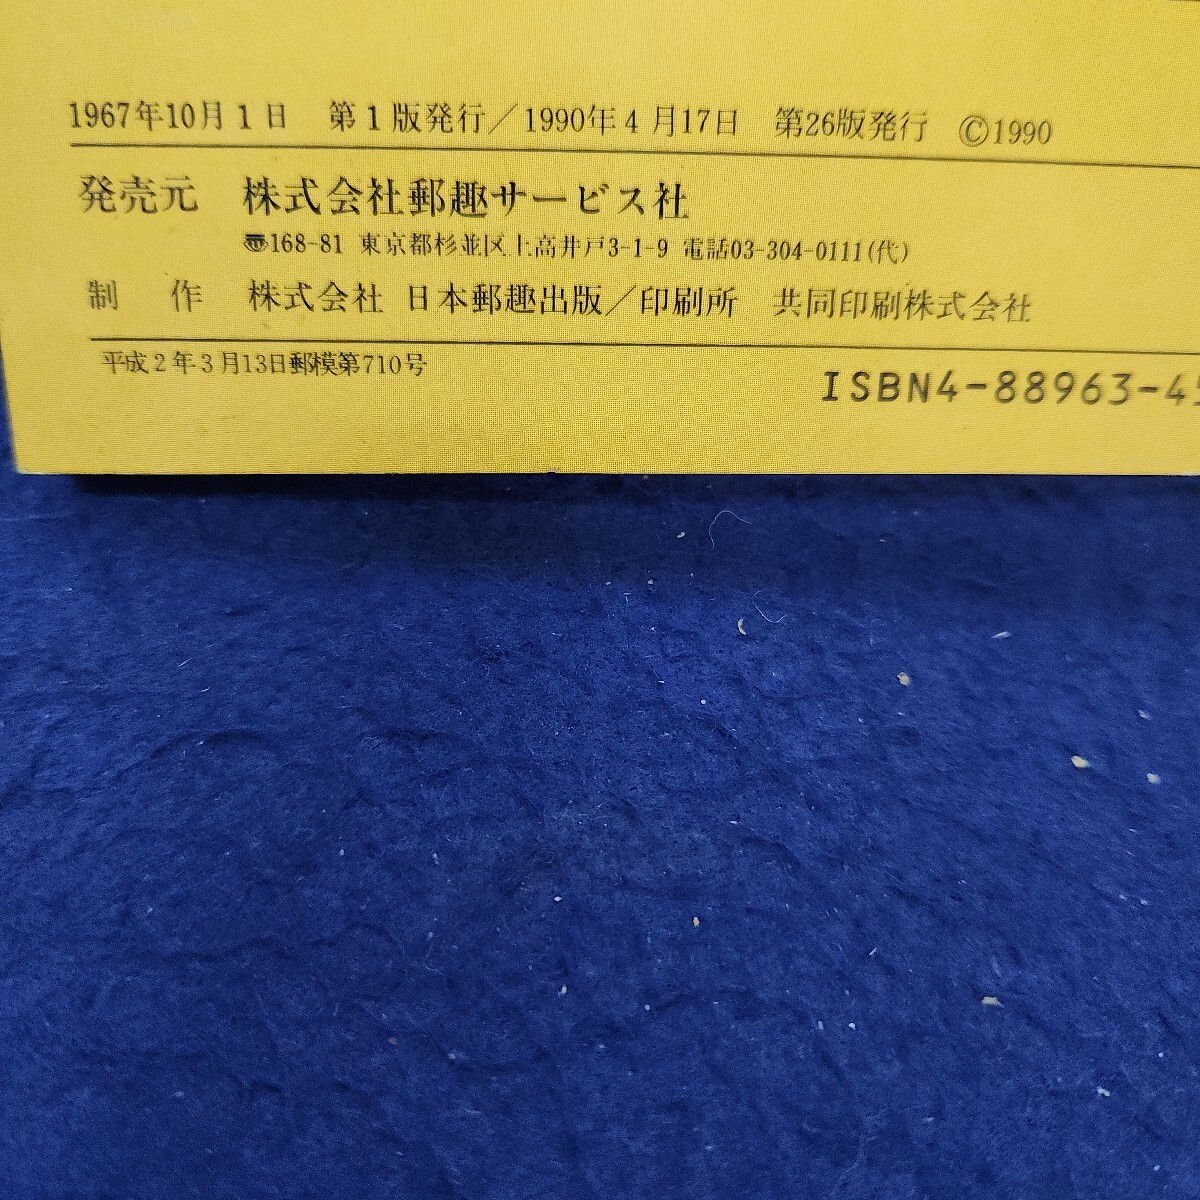 1967年10月1日　第1版発行／1990年4月17日　第26版発行　©1990
発売元　株式会社郵趣サービス社
〠168-81 東京都杉並区上高井戸3-1-9 電話03-304-0111(代)
制　作　株式会社 日本郵趣出版／印刷所　共同印刷株式会社
平成2年3月13日郵模第710号
ISBN4-88963-4